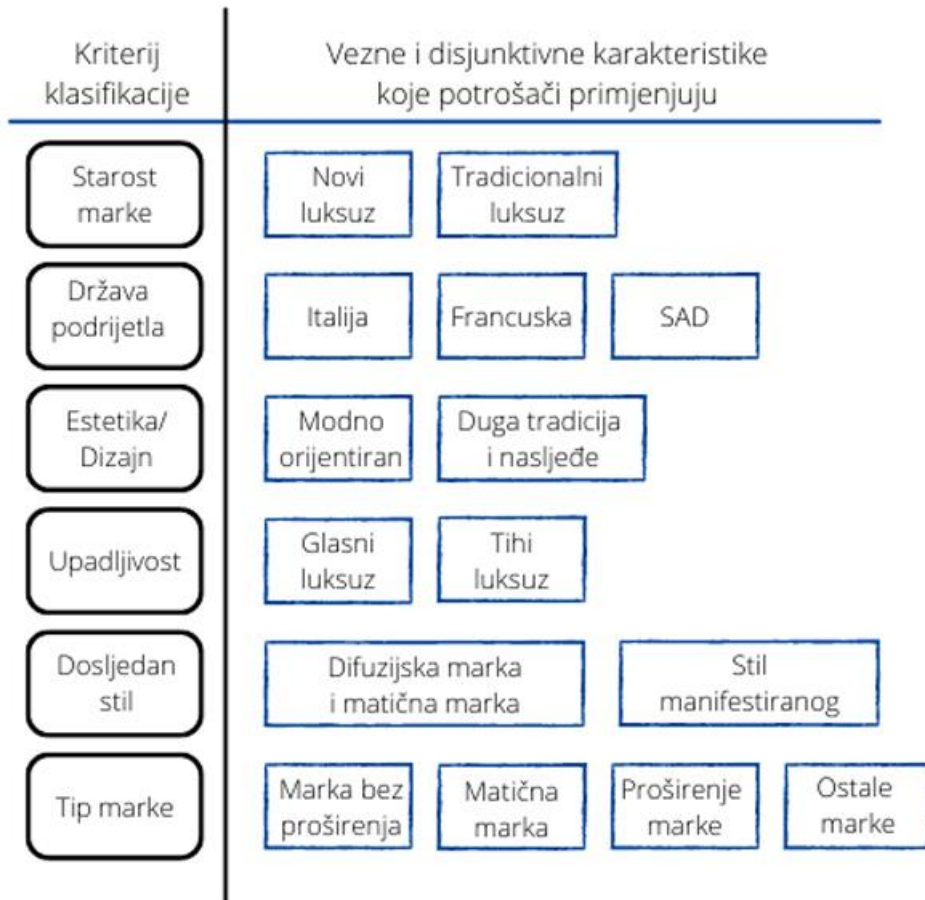 Kriterij
klasifikacije
Vezne i disjunktivne karakteristike
koje potrošači primjenjuju
Starost
marke
Novi
luksuz
Tradicionalni
luksuz
Država
podrijetla
Italija
Francuska
SAD
Estetika/
Dizajn
Modno
orijentiran
Duga tradicija
i nasljeđe
Upadljivost
Glasni
luksuz
Tihi
luksuz
Dosljedan
stil
Difuzijska marka
i matična marka
Stil
manifestiranog
Tip marke
Marka bez
proširenja
Matična
marka
Proširenje
marke
Ostale
marke